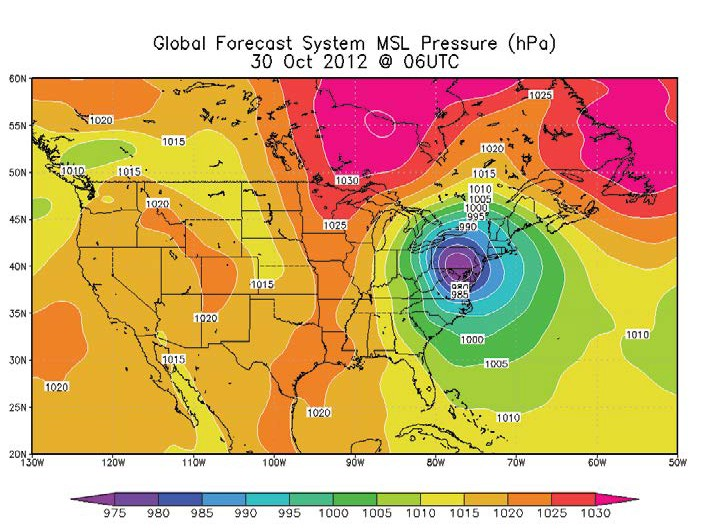 Global Forecast System MSL Pressure (hPa)
30 Oct 2012 @ 06UTC
60N
1025
1020
55N
1015
1020
1010
1015
1015
50N
1030
1010
1005
1020
1000
995
45N
1025
990
40N
1015
980
985
35N
1020
1010
1000
30N
1015
1005
1020
25N
1020
1010
20N
130W 120W 110W 100W 90W 80W 70W 60W 50W
975 980 985 990 995 1000 1005 1010 1015 1020 1025 1030